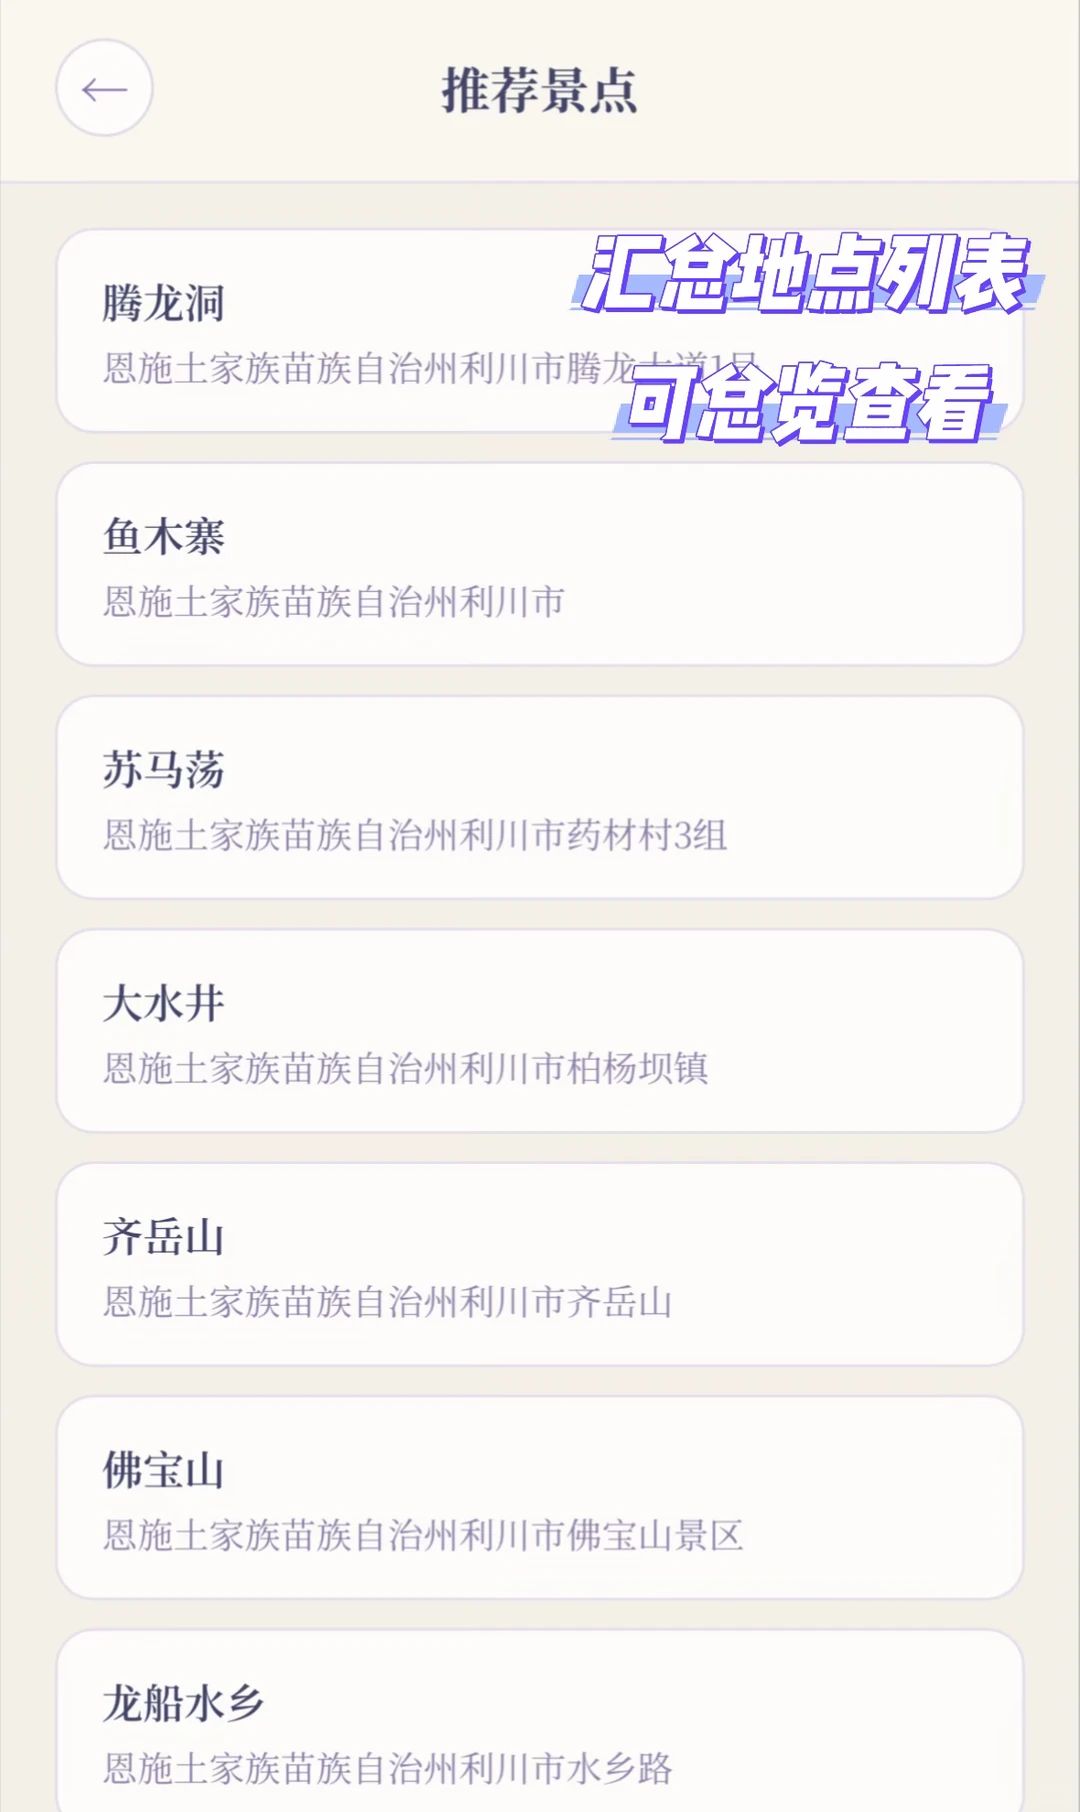 推荐景点
汇总地点列表
腾龙洞
恩施土家族苗族自治州利川市腾龙大道1号
可总览查看
鱼木寨
恩施土家族苗族自治州利川市
苏马荡
恩施土家族苗族自治州利川市药材村3组
大水井
恩施土家族苗族自治州利川市柏杨坝镇
齐岳山
恩施土家族苗族自治州利川市齐岳山
佛宝山
恩施土家族苗族自治州利川市佛宝山景区
龙船水乡
恩施土家族苗族自治州利川市水乡路